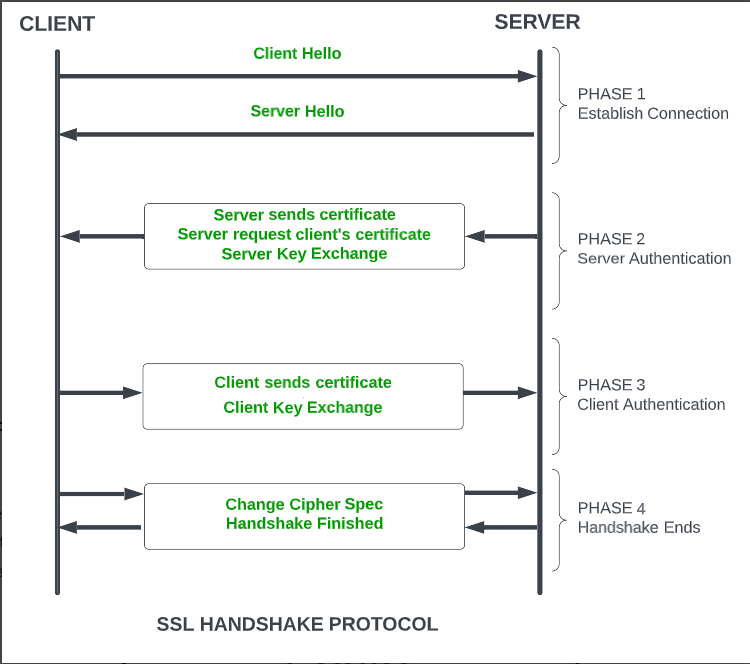 CLIENT
SERVER
Client Hello
Server Hello
PHASE 1
Establish Connection
Server sends certificate
Server request client's certificate
Server Key Exchange
PHASE 2
Server Authentication
Client sends certificate
Client Key Exchange
PHASE 3
Client Authentication
Change Cipher Spec
Handshake Finished
PHASE 4
Handshake Ends
SSL HANDSHAKE PROTOCOL